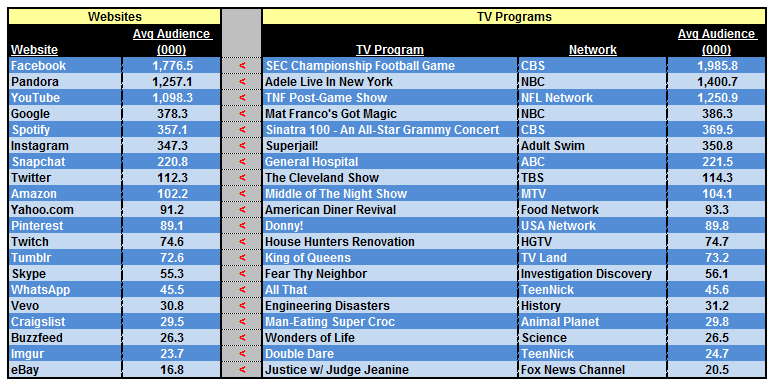 Websites TV Programs
Avg Audience Avg Audience
Website (000) TV Program Network (000)
Facebook 1,776.5 < SEC Championship Football Game CBS 1,985.8
Pandora 1,257.1 < Adele Live In New York NBC 1,400.7
YouTube 1,098.3 < TNF Post-Game Show NFL Network 1,250.9
Google 378.3 < Mat Franco's Got Magic NBC 386.3
Spotify 357.1 < Sinatra 100 - An All-Star Grammy Concert CBS 369.5
Instagram 347.3 < Superjail! Adult Swim 350.8
Snapchat 220.8 < General Hospital ABC 221.5
Twitter 112.3 < The Cleveland Show TBS 114.3
Amazon 102.2 < Middle of The Night Show MTV 104.1
Yahoo.com 91.2 < American Diner Revival Food Network 93.3
Pinterest 89.1 < Donny! USA Network 89.8
Twitch 74.6 < House Hunters Renovation HGTV 74.7
Tumblr 72.6 < King of Queens TV Land 73.2
Skype 55.3 < Fear Thy Neighbor Investigation Discovery 56.1
WhatsApp 45.5 < All That TeenNick 45.6
Vevo 30.8 < Engineering Disasters History 31.2
Craigslist 29.5 < Man-Eating Super Croc Animal Planet 29.8
Buzzfeed 26.3 < Wonders of Life Science 26.5
Imgur 23.7 < Double Dare TeenNick 24.7
eBay 16.8 < Justice w/ Judge Jeanine Fox News Channel 20.5